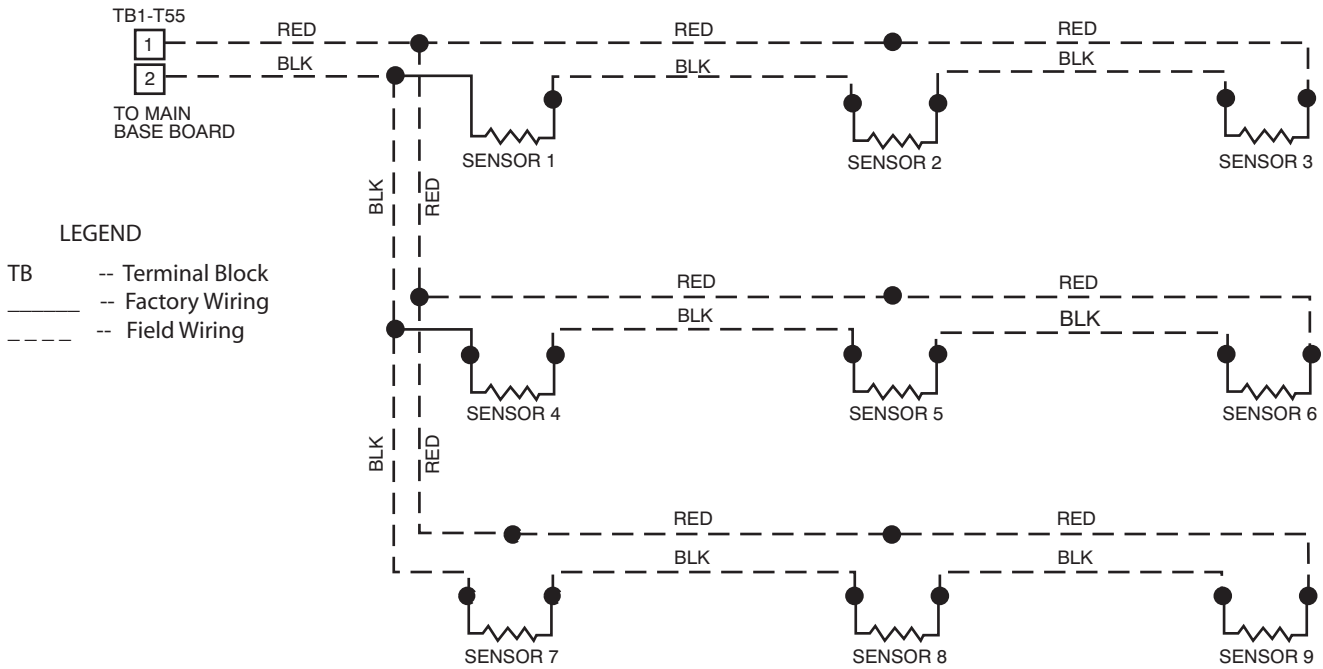 TB1-T55
1
RED
RED
RED
2
BLK
BLK
BLK
TO MAIN
BASE BOARD
SENSOR 1
SENSOR 2
SENSOR 3
BLK
RED
LEGEND
TB -- Terminal Block
______ -- Factory Wiring
_ _ _ _ -- Field Wiring
RED
RED
BLK
BLK
SENSOR 4
SENSOR 5
SENSOR 6
BLK
RED
RED
RED
BLK
BLK
SENSOR 7
SENSOR 8
SENSOR 9